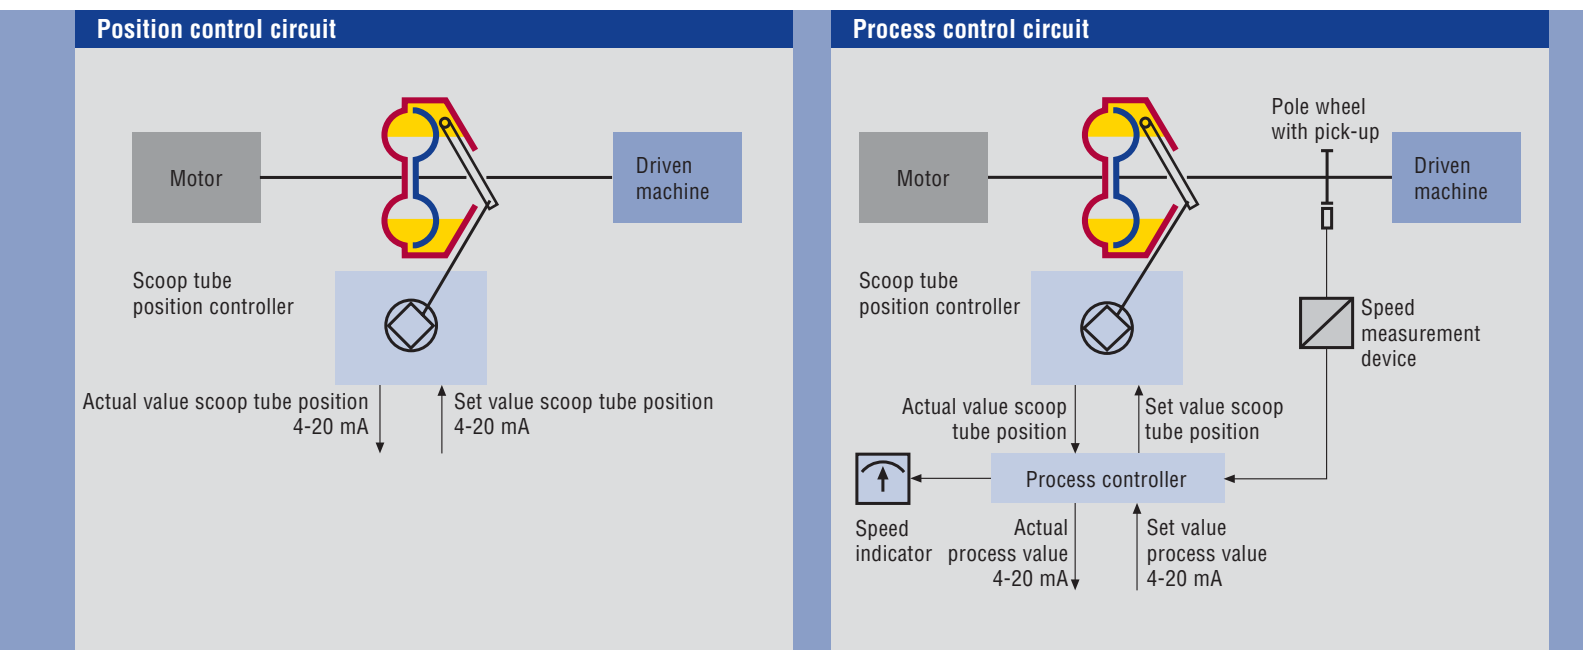 Position control circuit
Motor
Driven
machine
Scoop tube
position controller
Actual value scoop tube position
4-20 mA
Set value scoop tube position
4-20 mA
Process control circuit
Pole wheel
with pick-up
Motor
Driven
machine
Scoop tube
position controller
Speed
measurement
device
Actual value scoop
tube position
Set value scoop
tube position
Process controller
Speed
indicator
Actual
process value
4-20 mA
Set value
process value
4-20 mA